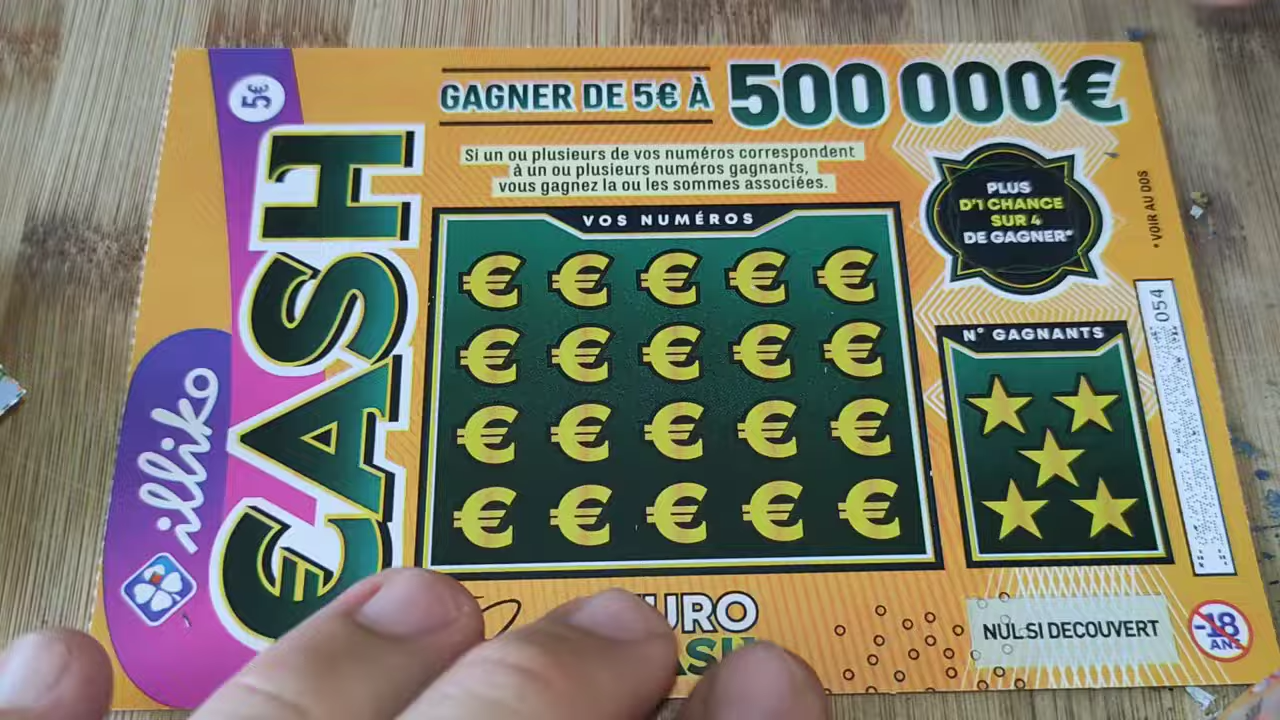 5€
CASH
illiko
GAGNER DE 5€ À 500 000€
Si un ou plusieurs de vos numéros correspondent
à un ou plusieurs numéros gagnants,
vous gagnez la ou les sommes associées.
VOS NUMÉROS
€ € € € €
€ € € € €
€ € € € €
€ € € € €
PLUS
D'1 CHANCE
SUR 4
DE GAGNER*
* VOIR AU DOS
054
N° GAGNANTS
NUL SI DECOUVERT
-18
ANS